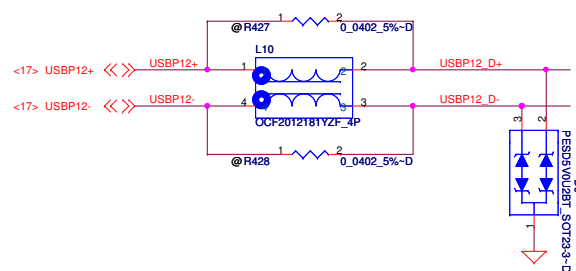 @R427 1 2 0_0402_5%~D
L10
<17> USBP12+ USBP12+ 1 2 2 USBP12_D+
<17> USBP12- USBP12- 4 3 3 USBP12_D-
OCF2012181YZF_4P
@R428 1 2 0_0402_5%~D
3 2
PESD5V0U2BT_SOT23-3~D
1